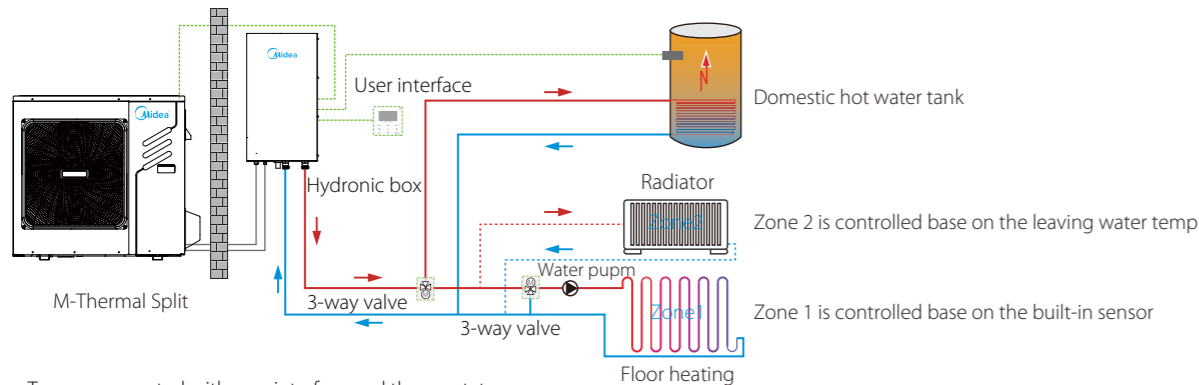 Midea
Midea
User interface
Domestic hot water tank
Hydronic box
Radiator
Zone2
Zone 2 is controlled base on the leaving water temp
Water pupm
M-Thermal Split
3-way valve
3-way valve
Zone1
Zone 1 is controlled base on the built-in sensor
Floor heating